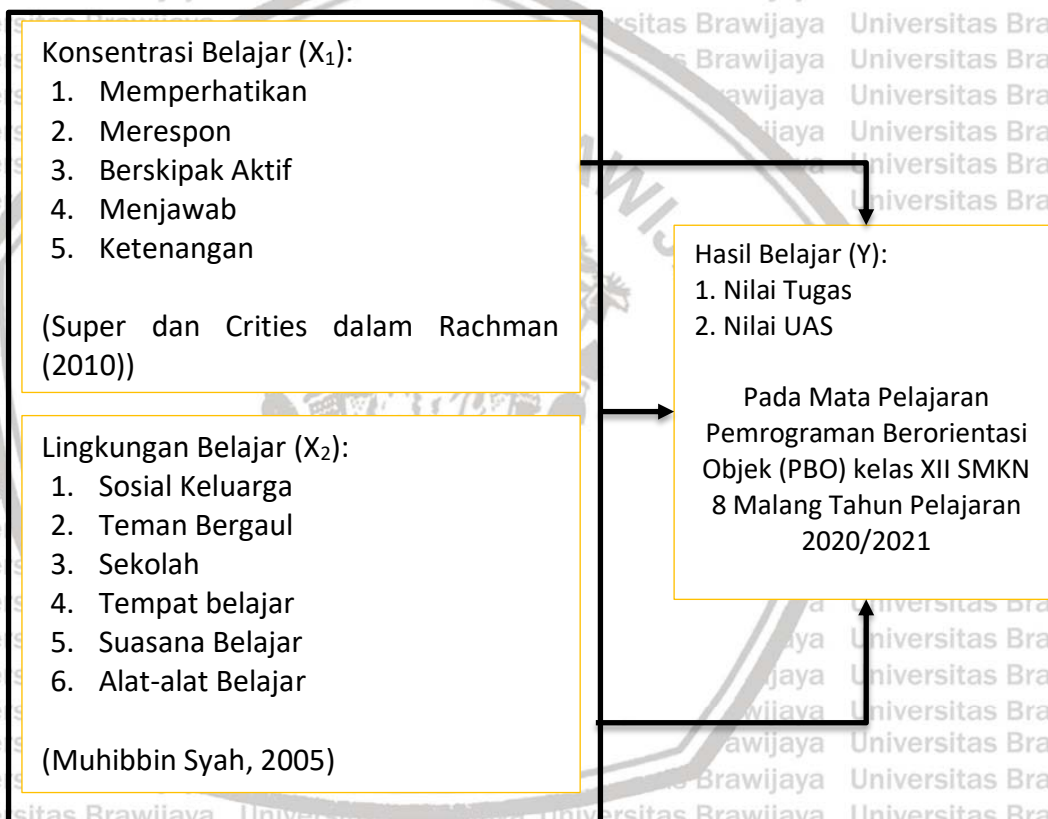 Konsentrasi Belajar (X₁):
1. Memperhatikan
2. Merespon
3. Berskipak Aktif
4. Menjawab
5. Ketenangan
(Super dan Crities dalam Rachman
(2010))
Lingkungan Belajar (X₂):
1. Sosial Keluarga
2. Teman Bergaul
3. Sekolah
4. Tempat belajar
5. Suasana Belajar
6. Alat-alat Belajar
(Muhibbin Syah, 2005)
Hasil Belajar (Y):
1. Nilai Tugas
2. Nilai UAS
Pada Mata Pelajaran
Pemrograman Berorientasi
Objek (PBO) kelas XII SMKN
8 Malang Tahun Pelajaran
2020/2021